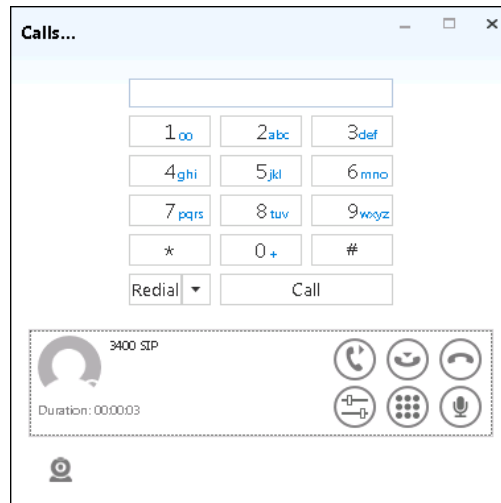 Calls...
1 oo 2 abc 3 def
4 ghi 5 jkl 6 mno
7 pqrs 8 tuv 9 wxyz
* 0 + #
Redial Call
3400 SIP
Duration: 00:00:03